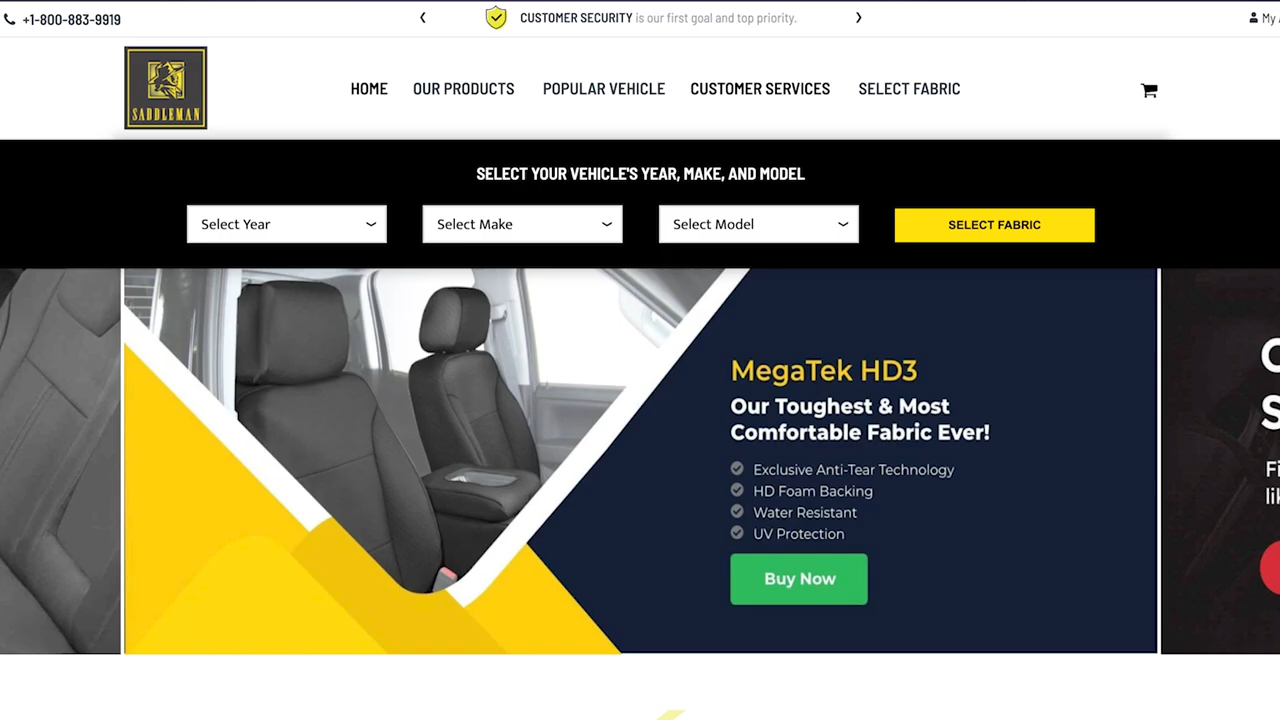 +1-800-883-9919
CUSTOMER SECURITY is our first goal and top priority.
My
SADDLEMAN
HOME
OUR PRODUCTS
POPULAR VEHICLE
CUSTOMER SERVICES
SELECT FABRIC
SELECT YOUR VEHICLE'S YEAR, MAKE, AND MODEL
Select Year
Select Make
Select Model
SELECT FABRIC
MegaTek HD3
Our Toughest & Most
Comfortable Fabric Ever!
Exclusive Anti-Tear Technology
HD Foam Backing
Water Resistant
UV Protection
Buy Now